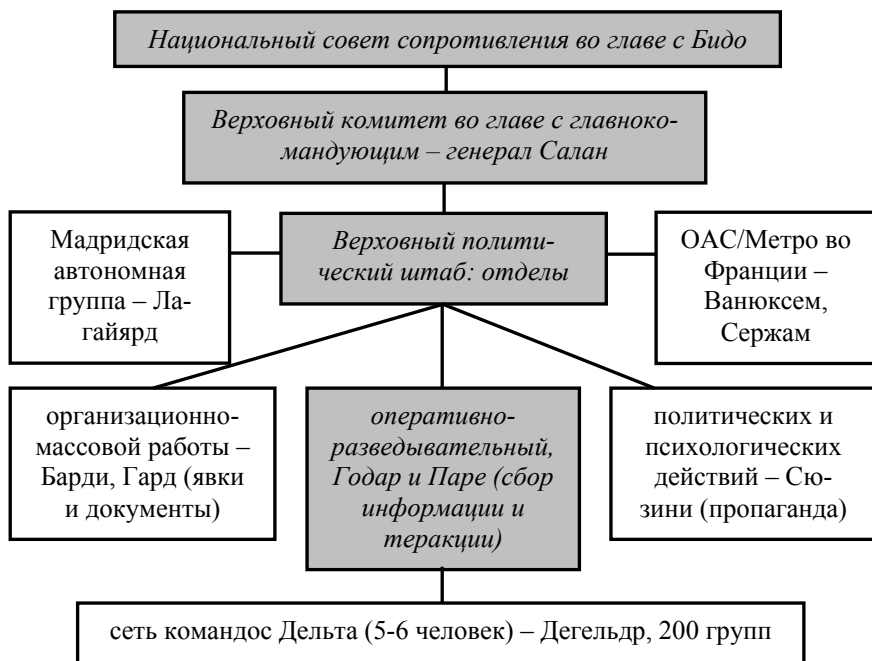 Национальный совет сопротивления во главе с Бидо
Верховный комитет во главе с главноко-
мандующим – генерал Салан
Мадридская
автономная
группа – Ла-
гайярд
Верховный полити-
ческий штаб: отделы
ОАС/Метро во
Франции –
Ванюксем,
Сержам
организационно-
массовой работы –
Барди, Гард (явки
и документы)
оперативно-
разведывательный,
Годар и Паре (сбор
информации и
теракции)
политических и
психологических
действий – Сю-
зини (пропаганда)
сеть командос Дельта (5-6 человек) – Дегельдр, 200 групп